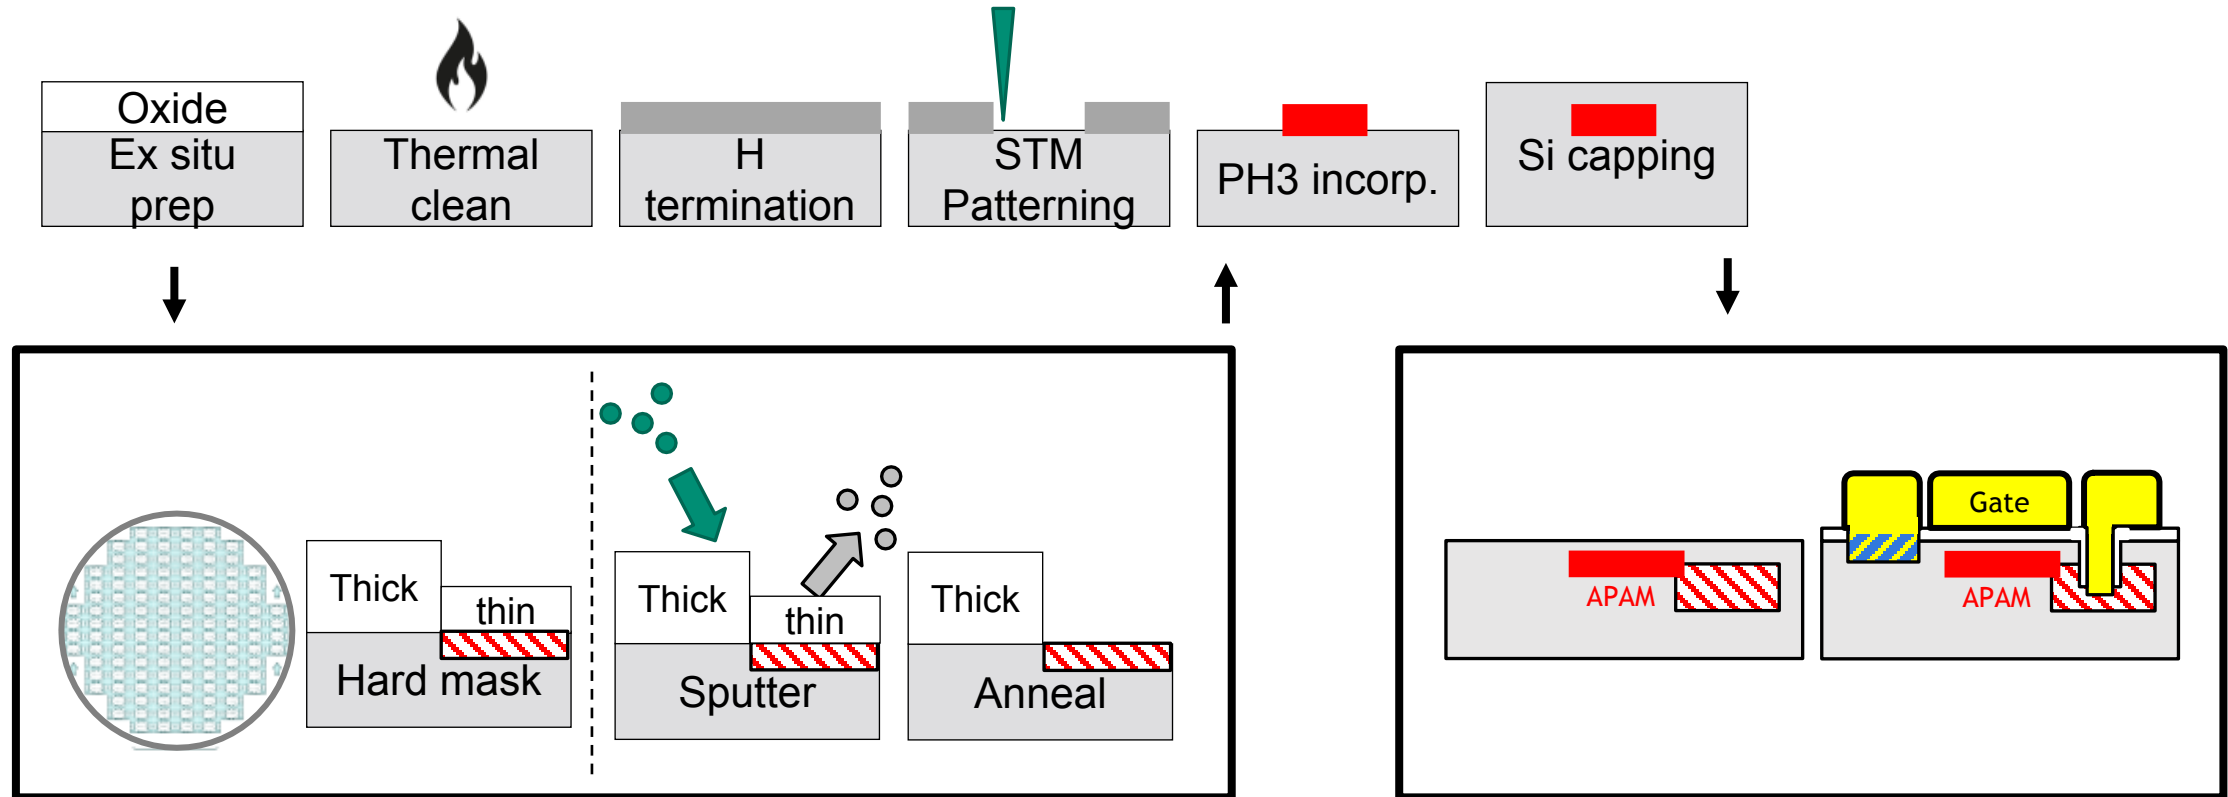 Oxide
Ex situ
prep
Thermal
clean
H
termination
STM
Patterning
PH3 incorp.
Si capping
Thick
thin
Hard mask
Thick
thin
Sputter
Thick
Anneal
APAM
Gate
APAM